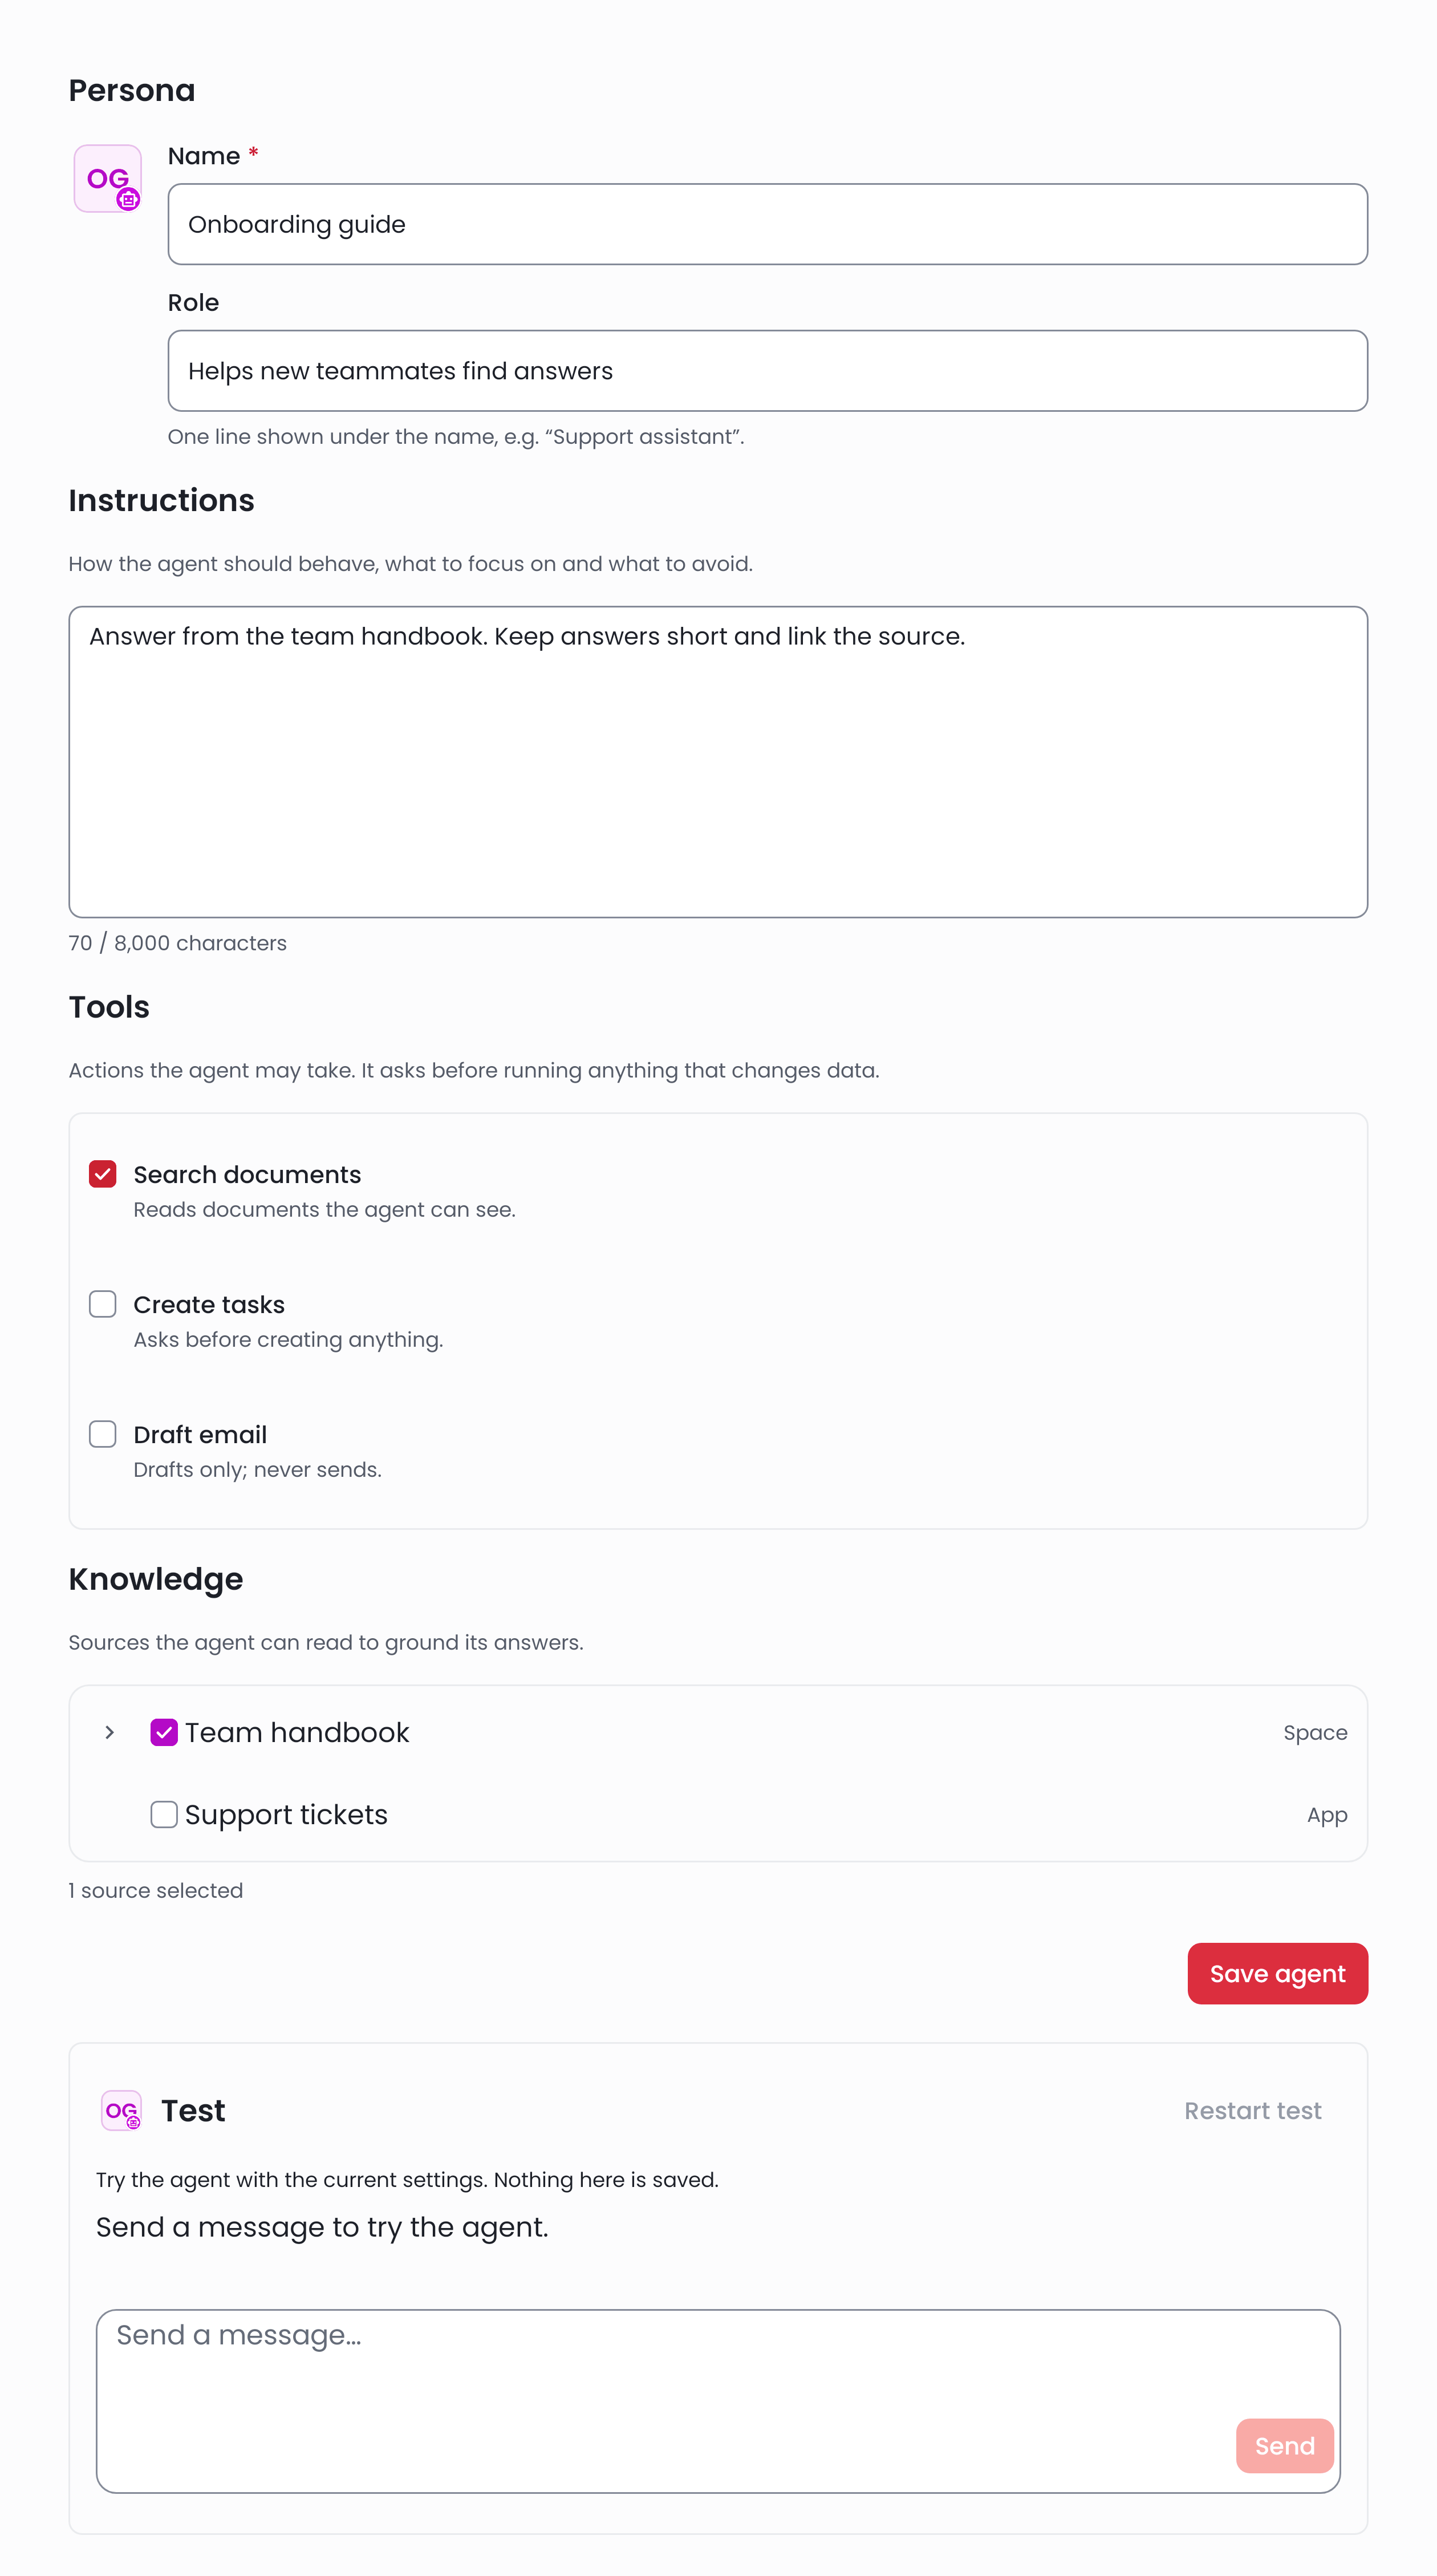 Persona
OG
Name *
Onboarding guide
Role
Helps new teammates find answers
One line shown under the name, e.g. “Support assistant”.
Instructions
How the agent should behave, what to focus on and what to avoid.
Answer from the team handbook. Keep answers short and link the source.
70 / 8,000 characters
Tools
Actions the agent may take. It asks before running anything that changes data.
Search documents
Reads documents the agent can see.
Create tasks
Asks before creating anything.
Draft email
Drafts only; never sends.
Knowledge
Sources the agent can read to ground its answers.
Team handbook Space
Support tickets App
1 source selected
Save agent
OG Test Restart test
Try the agent with the current settings. Nothing here is saved.
Send a message to try the agent.
Send a message...
Send